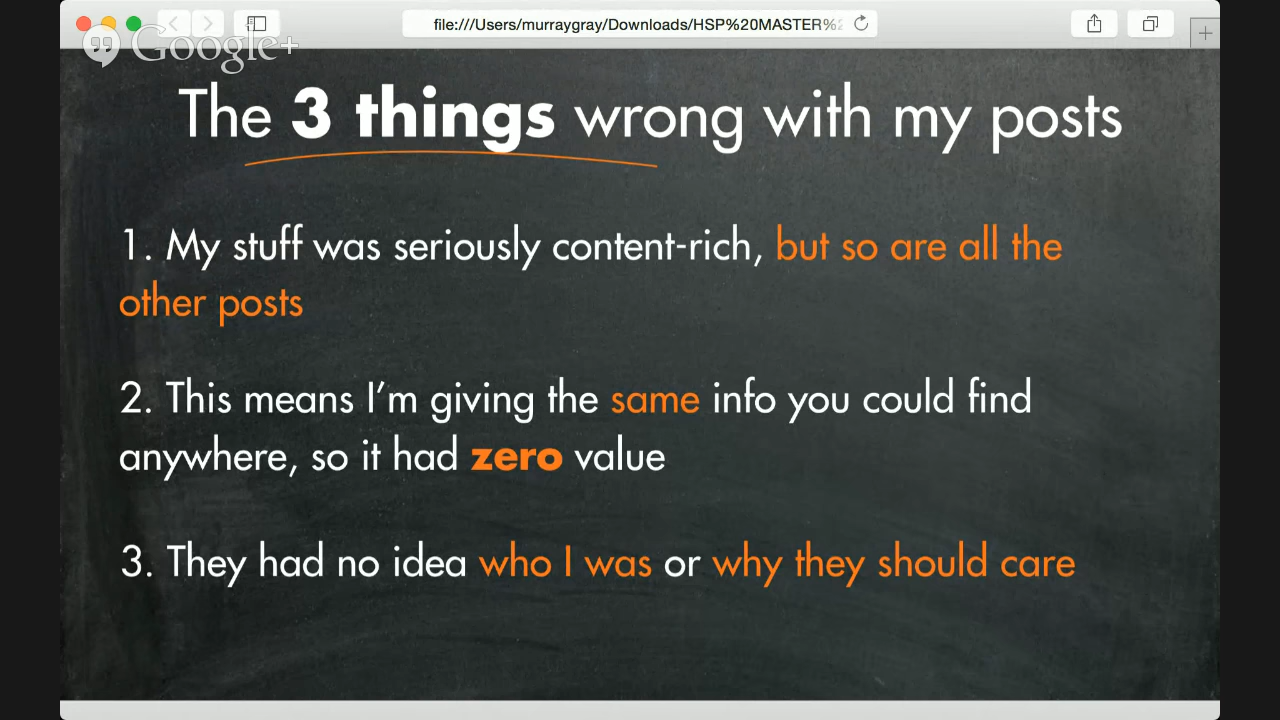 file:///Users/murraygray/Downloads/HSP%20MASTER%2
Google+
The 3 things wrong with my posts
1. My stuff was seriously content-rich, but so are all the
other posts
2. This means I’m giving the same info you could find
anywhere, so it had zero value
3. They had no idea who I was or why they should care